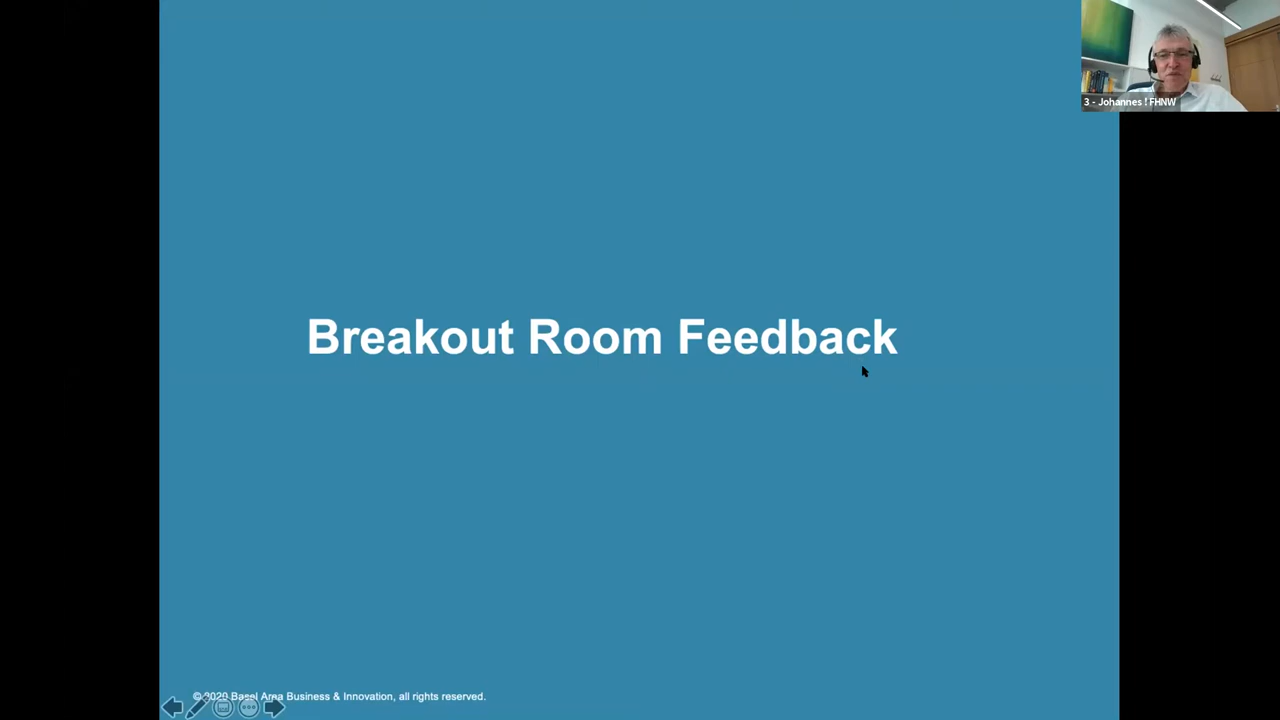 3 - Johannes ! FHNW
Breakout Room Feedback
© 2020 Basel Area Business & Innovation, all rights reserved.